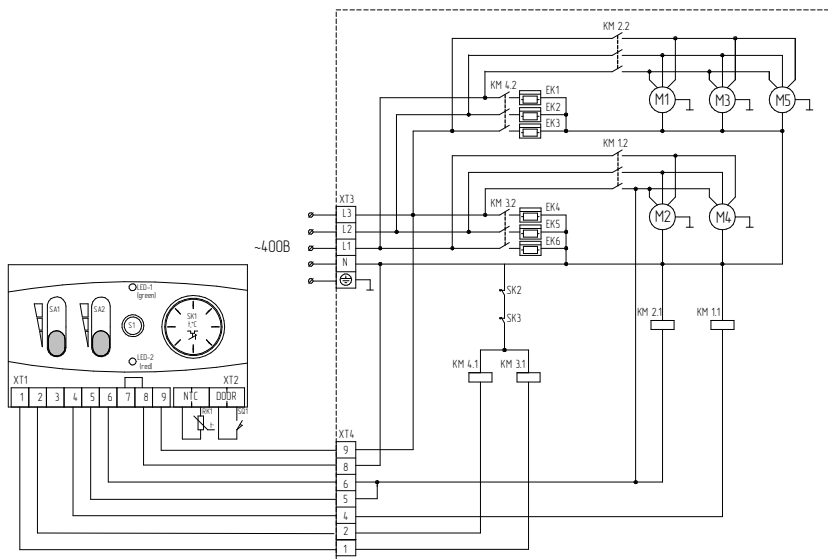 KM 2.2
KM 4.2
EK1
EK2
EK3
M1
M3
M5
KM 1.2
XT3
KM 3.2
EK4
EK5
EK6
M2
M4
L3
L2
L1
N
~400В
SK2
SK3
KM 2.1
KM 1.1
KM 4.1
KM 3.1
LED-1
(green)
SA1
SA2
S1
SK1
t,°C
LED-2
(red)
XT1
XT2
1 2 3 4 5 6 7 8 9 NTC DOOR
RK1
t
SQ1
XT4
9
8
6
5
4
2
1